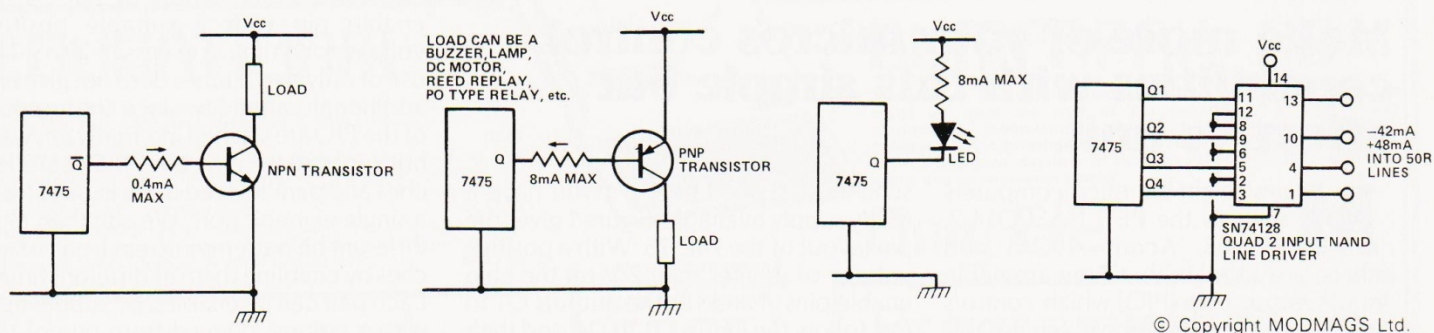 Vcc
LOAD
7475
Q̅
0.4mA
MAX
NPN TRANSISTOR
LOAD CAN BE A
BUZZER, LAMP,
DC MOTOR,
REED REPLAY,
PO TYPE RELAY, etc.
Vcc
7475
Q
8mA MAX
PNP
TRANSISTOR
LOAD
Vcc
8mA MAX
LED
7475
Q
Vcc
14
7475
Q1
Q2
Q3
Q4
11
12
8
9
6
5
2
3
13
10
4
1
7
−42mA
+48mA
INTO 50R
LINES
SN74128
QUAD 2 INPUT NAND
LINE DRIVER
© Copyright MODMAGS Ltd.